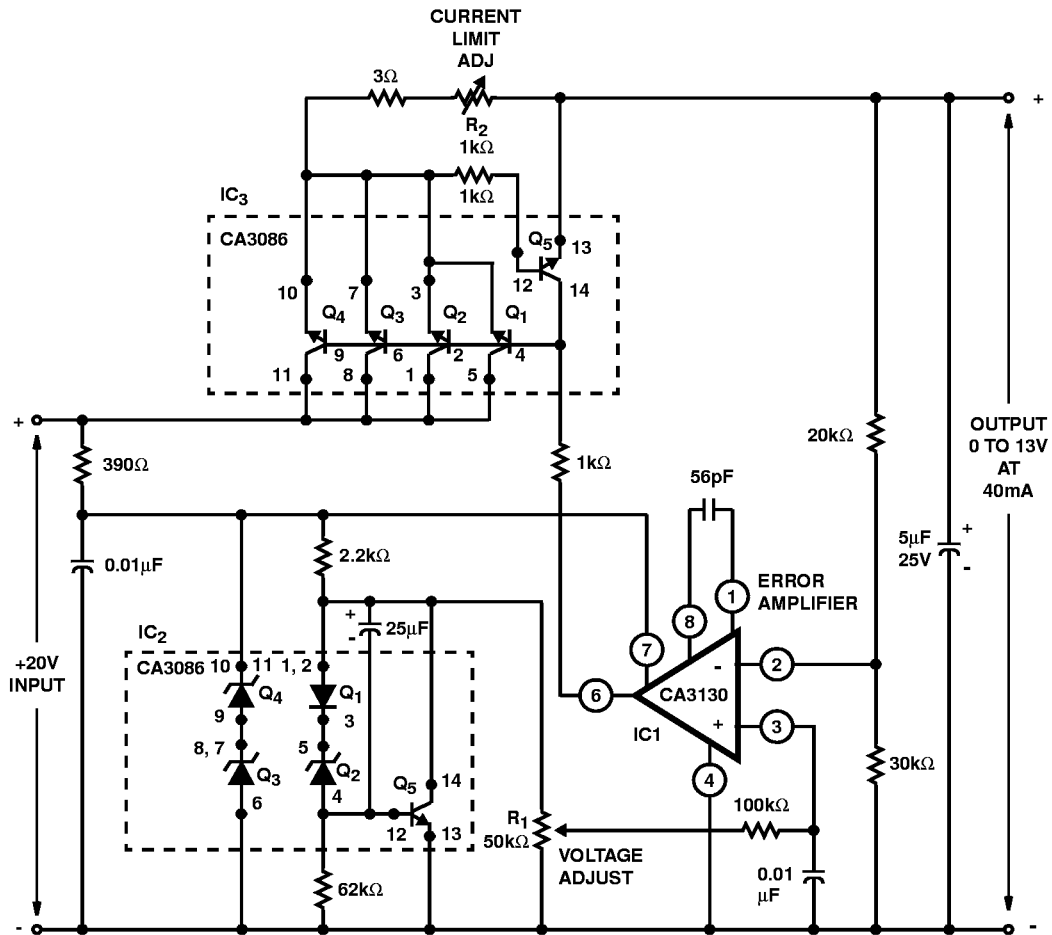 CURRENT
LIMIT
ADJ
3Ω
R2
1kΩ
1kΩ
+
IC3
CA3086
Q5
13
12
14
10
7
3
Q4
Q3
Q2
Q1
9
6
2
4
11
8
1
5
+
390Ω
1kΩ
20kΩ
OUTPUT
0 TO 13V
AT
40mA
56pF
0.01μF
2.2kΩ
5μF
25V
+
-
ERROR
AMPLIFIER
1
8
+
-
25μF
7
IC2
CA3086
+20V
INPUT
10
11
1, 2
Q4
Q1
9
3
8, 7
5
Q3
Q2
6
4
Q5
14
12
13
6
CA3130
-
+
2
3
IC1
4
30kΩ
R1
50kΩ
100kΩ
VOLTAGE
ADJUST
62kΩ
0.01
μF
-
-